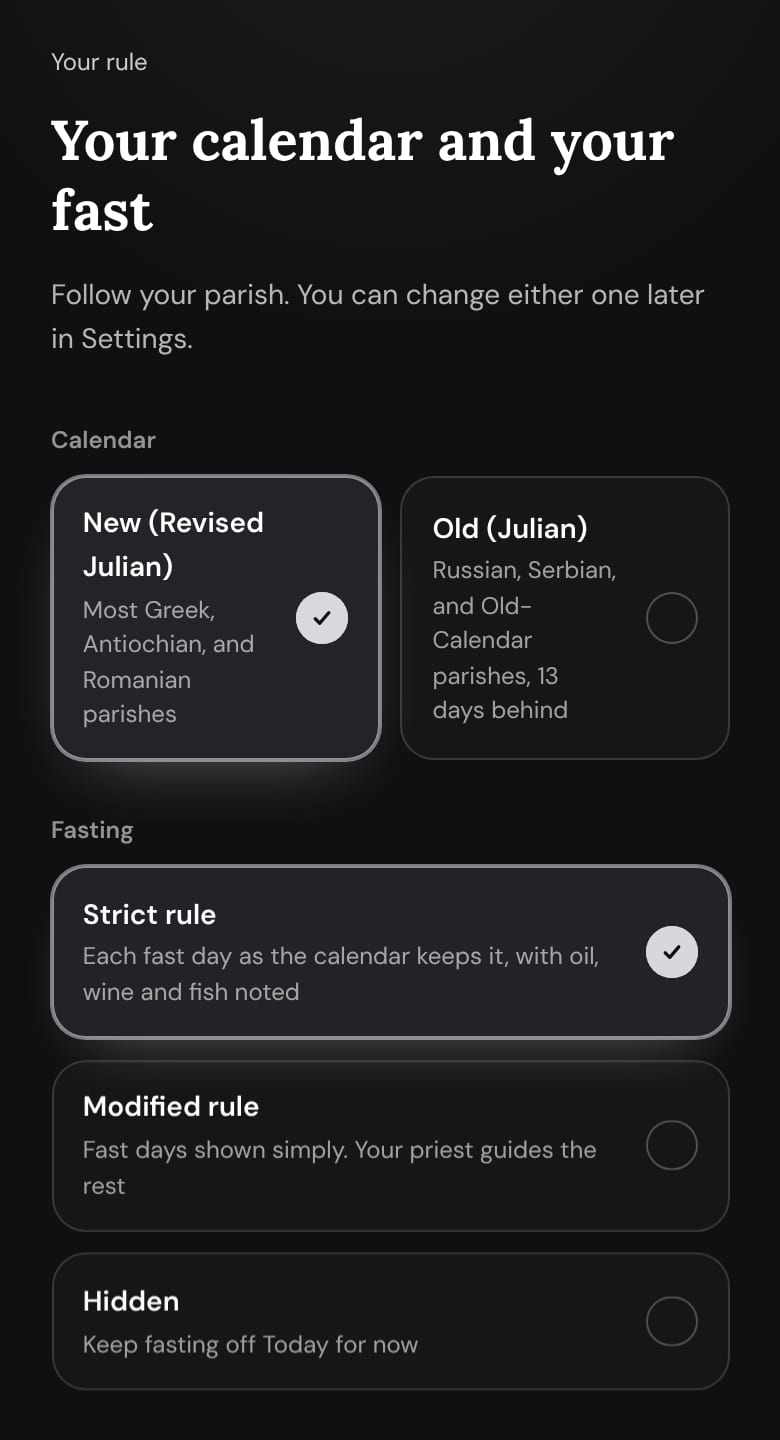 Your rule
Your calendar and your
fast
Follow your parish. You can change either one later
in Settings.
Calendar
New (Revised
Julian)
Most Greek,
Antiochian, and
Romanian
parishes
Old (Julian)
Russian, Serbian,
and Old-
Calendar
parishes, 13
days behind
Fasting
Strict rule
Each fast day as the calendar keeps it, with oil,
wine and fish noted
Modified rule
Fast days shown simply. Your priest guides the
rest
Hidden
Keep fasting off Today for now